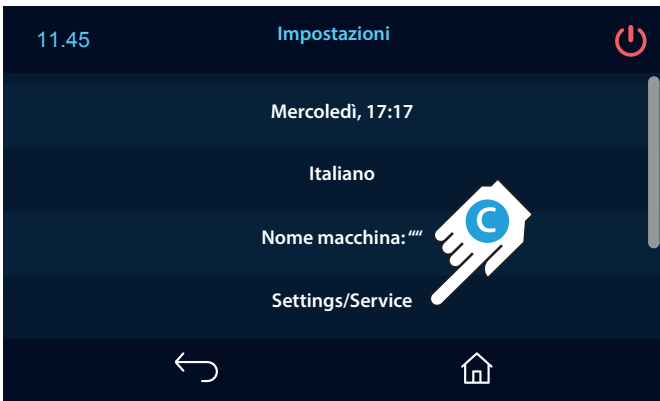 11.45
Impostazioni
Mercoledì, 17:17
Italiano
Nome macchina: “”
C
Settings/Service